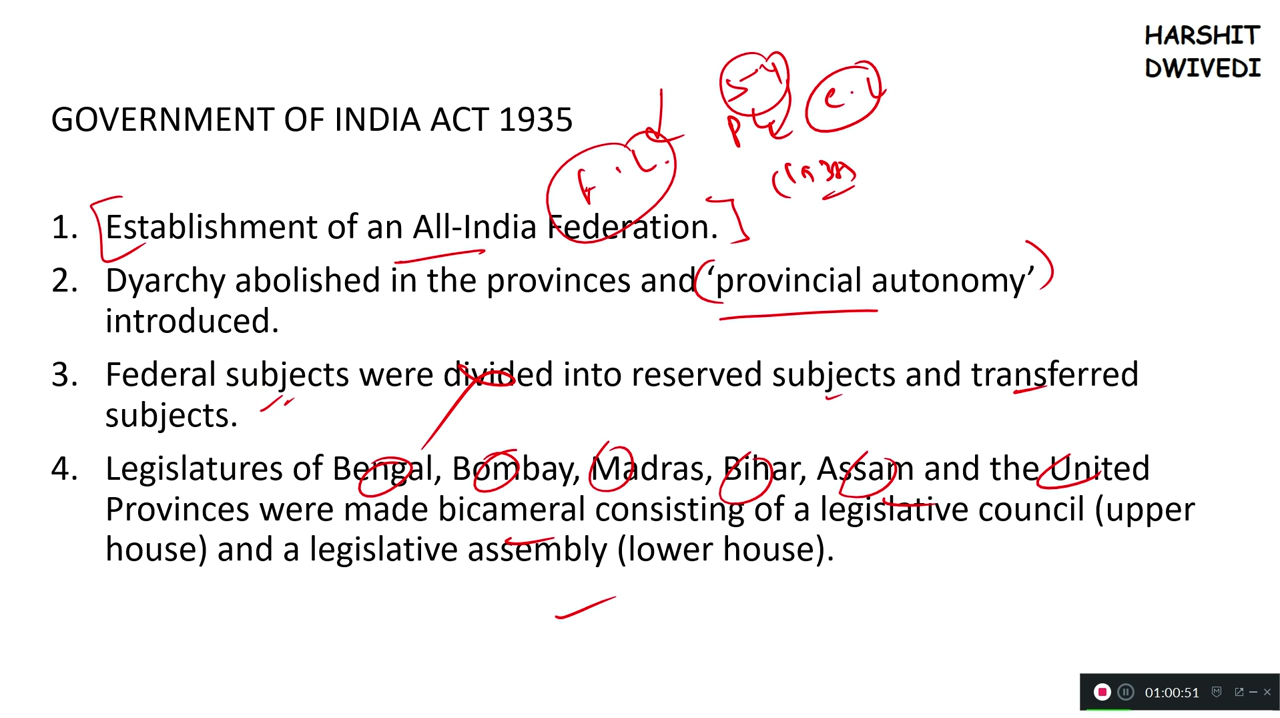 HARSHIT
DWIVEDI
GOVERNMENT OF INDIA ACT 1935
1. Establishment of an All-India Federation.
2. Dyarchy abolished in the provinces and ‘provincial autonomy’
introduced.
3. Federal subjects were divided into reserved subjects and transferred
subjects.
4. Legislatures of Bengal, Bombay, Madras, Bihar, Assam and the United
Provinces were made bicameral consisting of a legislative council (upper
house) and a legislative assembly (lower house).
01:00:51